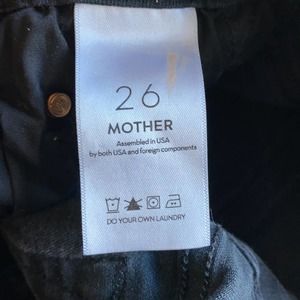 26
MOTHER
Assembled in USA
by both USA and foreign components
DO YOUR OWN LAUNDRY